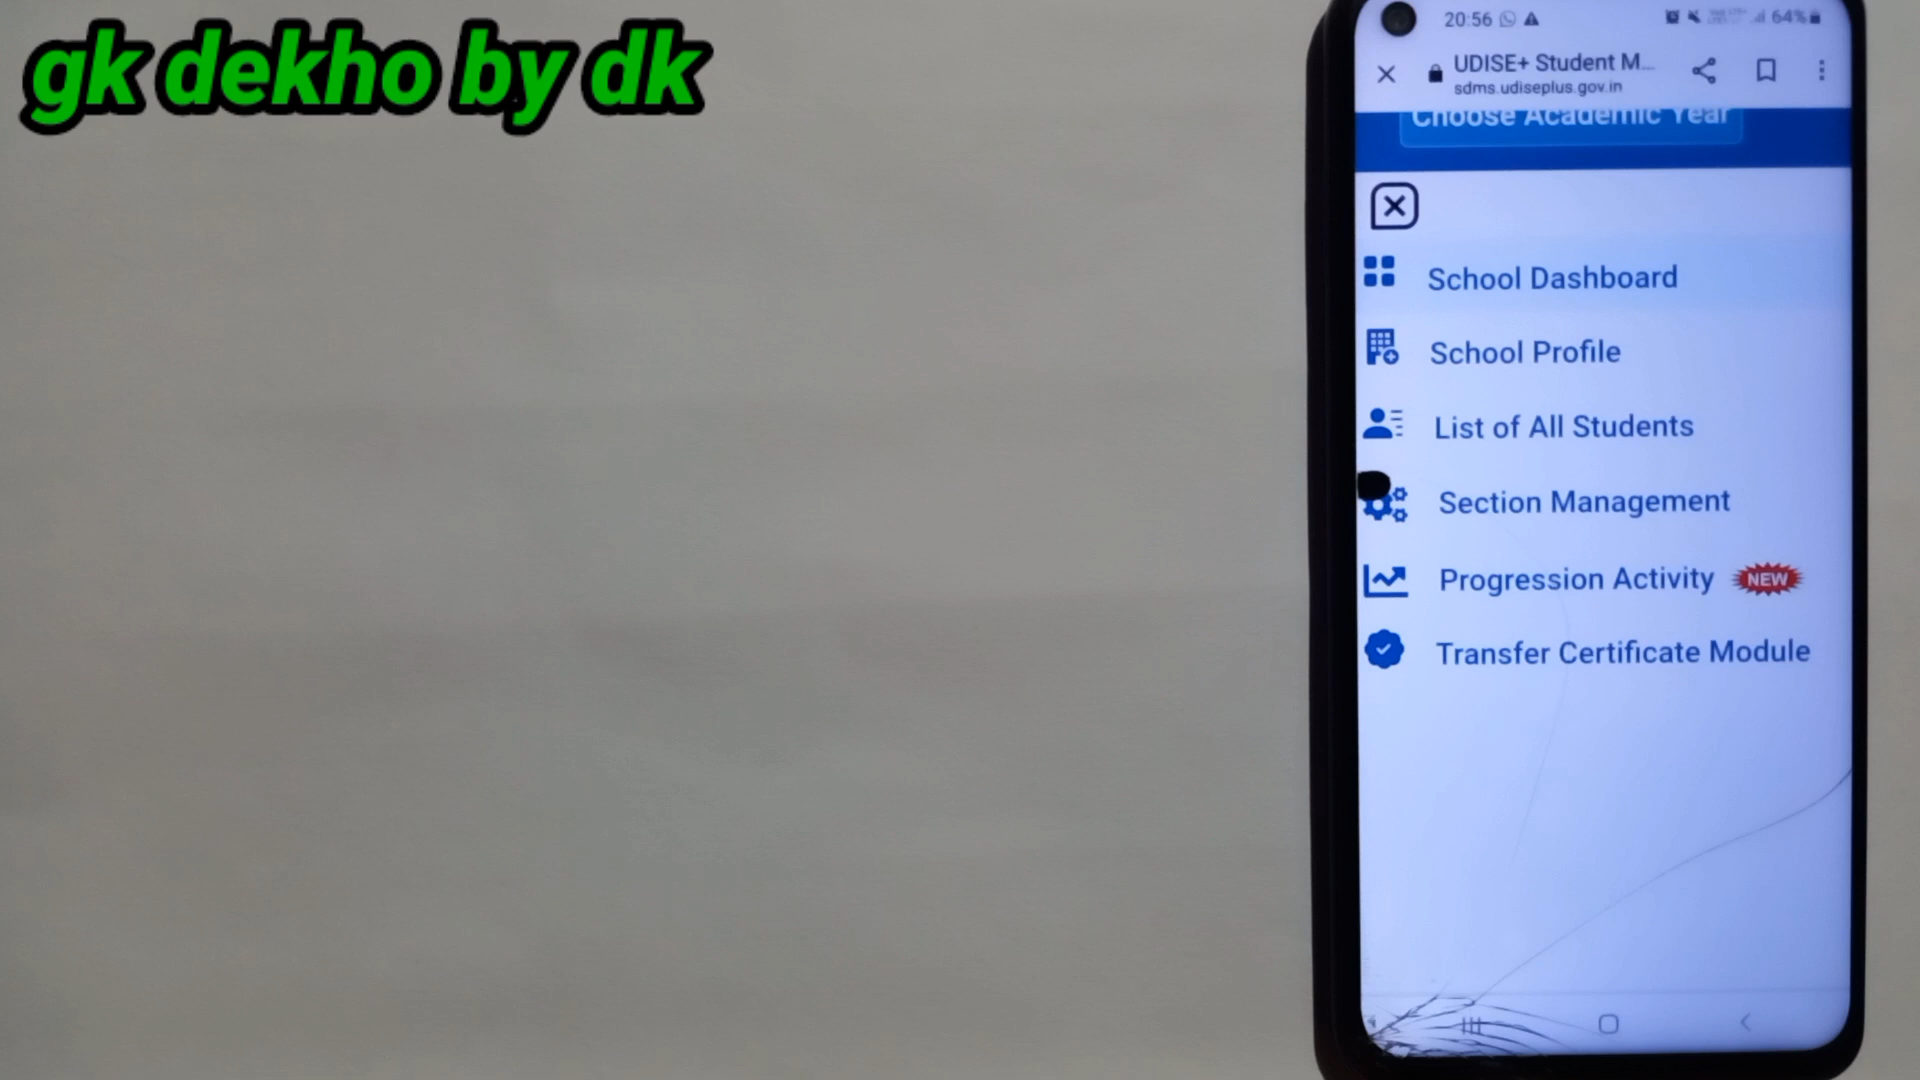 gk dekho by dk
20:56
64%
UDISE+ Student M...
sdms.udiseplus.gov.in
Choose Academic Year
School Dashboard
School Profile
List of All Students
Section Management
Progression Activity NEW
Transfer Certificate Module